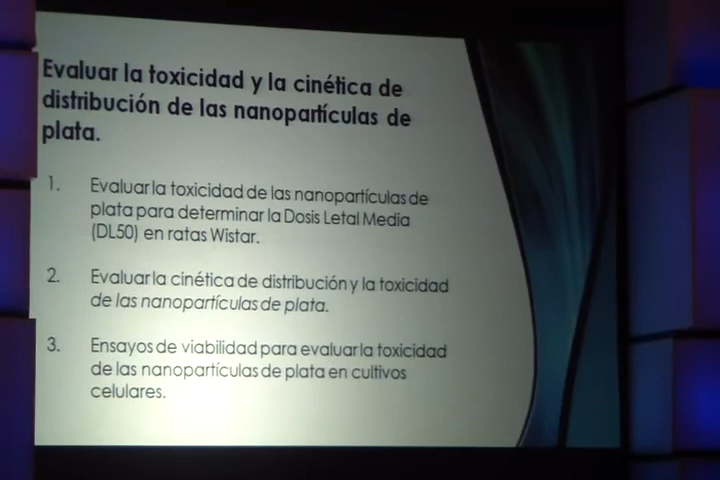 Evaluar la toxicidad y la cinética de
distribución de las nanopartículas de
plata.
1. Evaluar la toxicidad de las nanopartículas de
plata para determinar la Dosis Letal Media
(DL50) en ratas Wistar.
2. Evaluar la cinética de distribución y la toxicidad
de las nanopartículas de plata.
3. Ensayos de viabilidad para evaluar la toxicidad
de las nanopartículas de plata en cultivos
celulares.